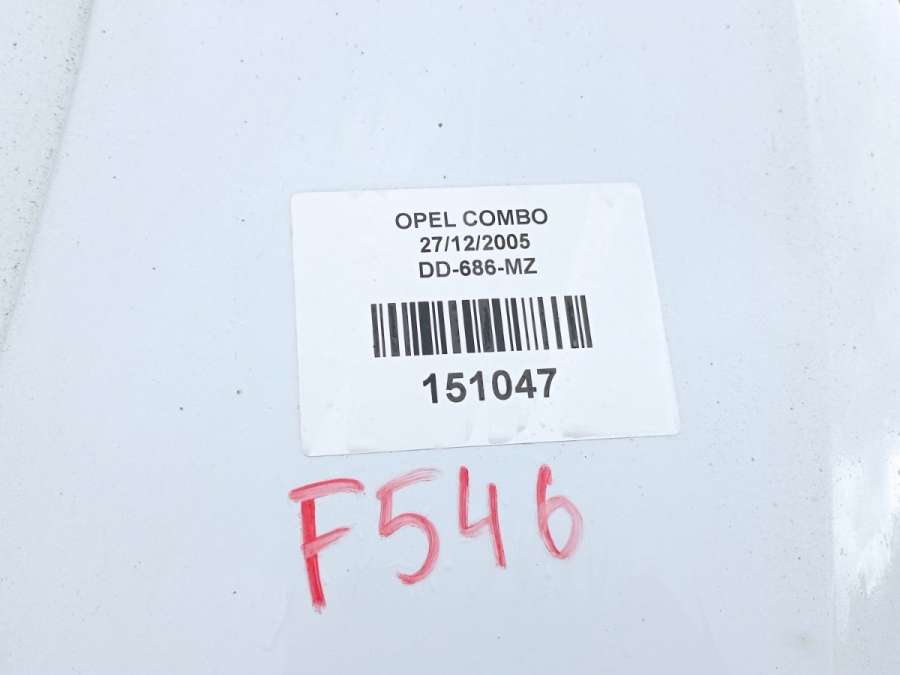 OPEL COMBO
27/12/2005
DD-686-MZ
151047
F546